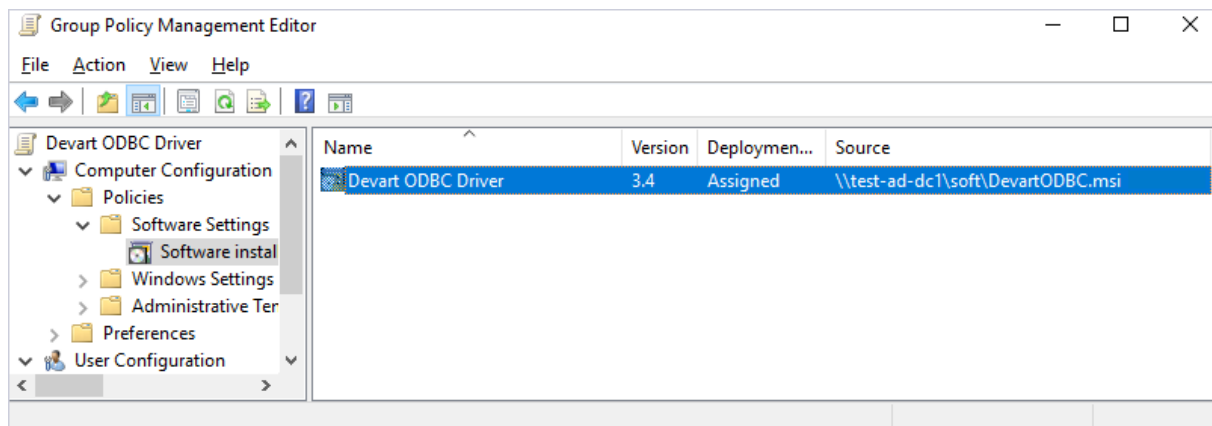 Group Policy Management Editor
File Action View Help
Devart ODBC Driver
Computer Configuration
Policies
Software Settings
Software instal
Windows Settings
Administrative Ter
Preferences
User Configuration
Name Version Deploymen... Source
Devart ODBC Driver 3.4 Assigned \\test-ad-dc1\soft\DevartODBC.msi